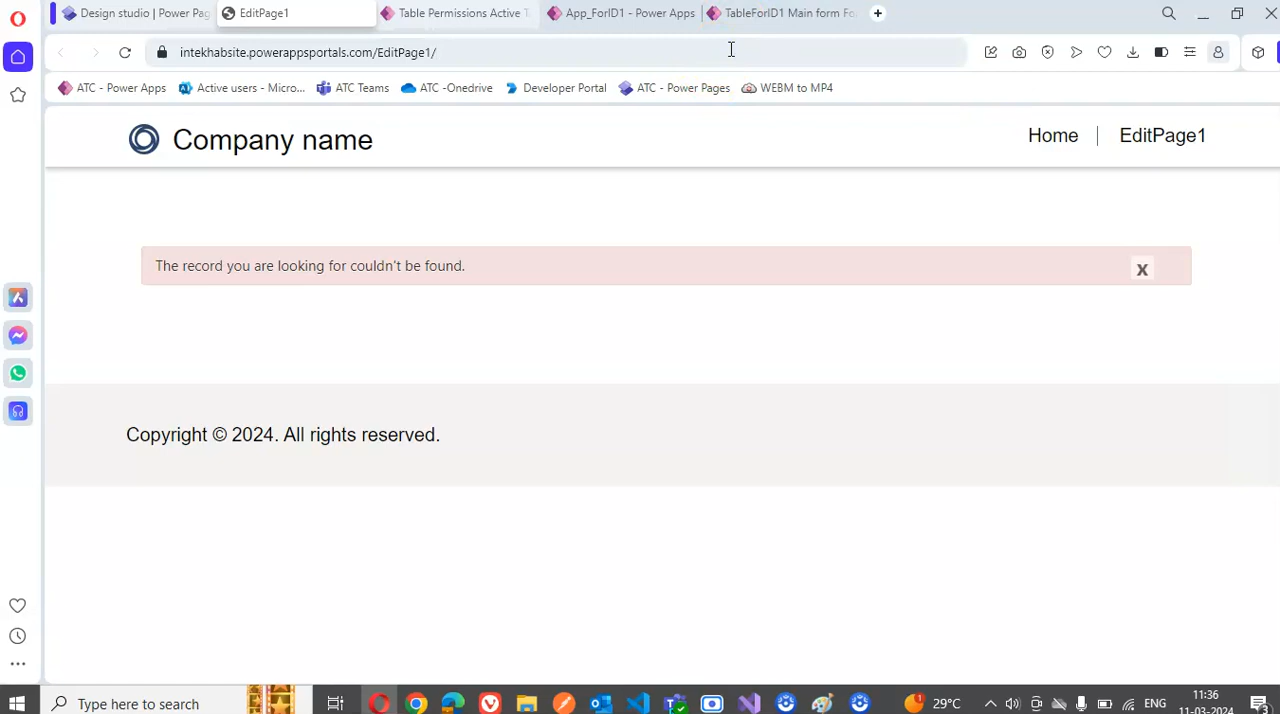 Design studio | Power Pag
EditPage1
Table Permissions Active T
App_ForID1 - Power Apps
TableForID1 Main form Fo
intekhabsite.powerappsportals.com/EditPage1/
ATC - Power Apps
Active users - Micro...
ATC Teams
ATC -Onedrive
Developer Portal
ATC - Power Pages
WEBM to MP4
Company name
Home
EditPage1
The record you are looking for couldn't be found.
x
Copyright © 2024. All rights reserved.
Type here to search
1
29°C
ENG
11:36
11-03-2024
3